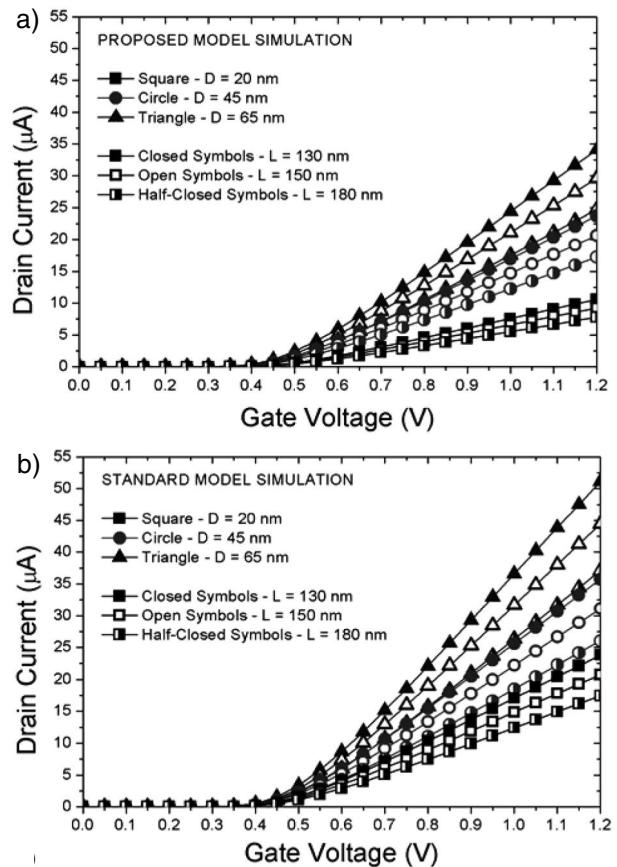 a)
PROPOSED MODEL SIMULATION
Square - D = 20 nm
Circle - D = 45 nm
Triangle - D = 65 nm
Closed Symbols - L = 130 nm
Open Symbols - L = 150 nm
Half-Closed Symbols - L = 180 nm
Drain Current (μA)
55
50
45
40
35
30
25
20
15
10
5
0
0.0 0.1 0.2 0.3 0.4 0.5 0.6 0.7 0.8 0.9 1.0 1.1 1.2
Gate Voltage (V)
b)
STANDARD MODEL SIMULATION
Square - D = 20 nm
Circle - D = 45 nm
Triangle - D = 65 nm
Closed Symbols - L = 130 nm
Open Symbols - L = 150 nm
Half-Closed Symbols - L = 180 nm
Drain Current (μA)
55
50
45
40
35
30
25
20
15
10
5
0
0.0 0.1 0.2 0.3 0.4 0.5 0.6 0.7 0.8 0.9 1.0 1.1 1.2
Gate Voltage (V)